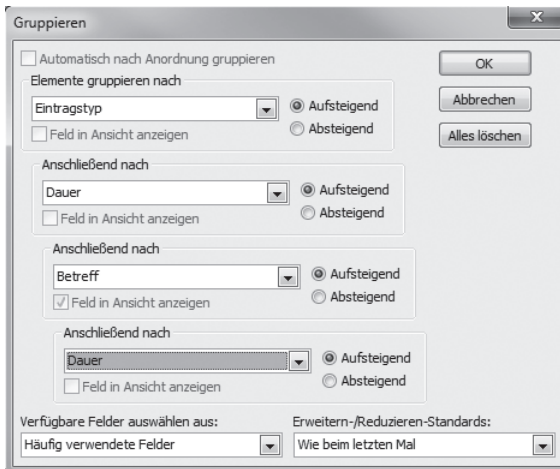 Gruppieren
Automatisch nach Anordnung gruppieren
OK
Elemente gruppieren nach
Eintragstyp
Aufsteigend
Abbrechen
Feld in Ansicht anzeigen
Absteigend
Alles löschen
Anschließend nach
Dauer
Aufsteigend
Feld in Ansicht anzeigen
Absteigend
Anschließend nach
Betreff
Aufsteigend
Feld in Ansicht anzeigen
Absteigend
Anschließend nach
Dauer
Aufsteigend
Feld in Ansicht anzeigen
Absteigend
Verfügbare Felder auswählen aus:
Erweitern-/Reduzieren-Standards:
Häufig verwendete Felder
Wie beim letzten Mal